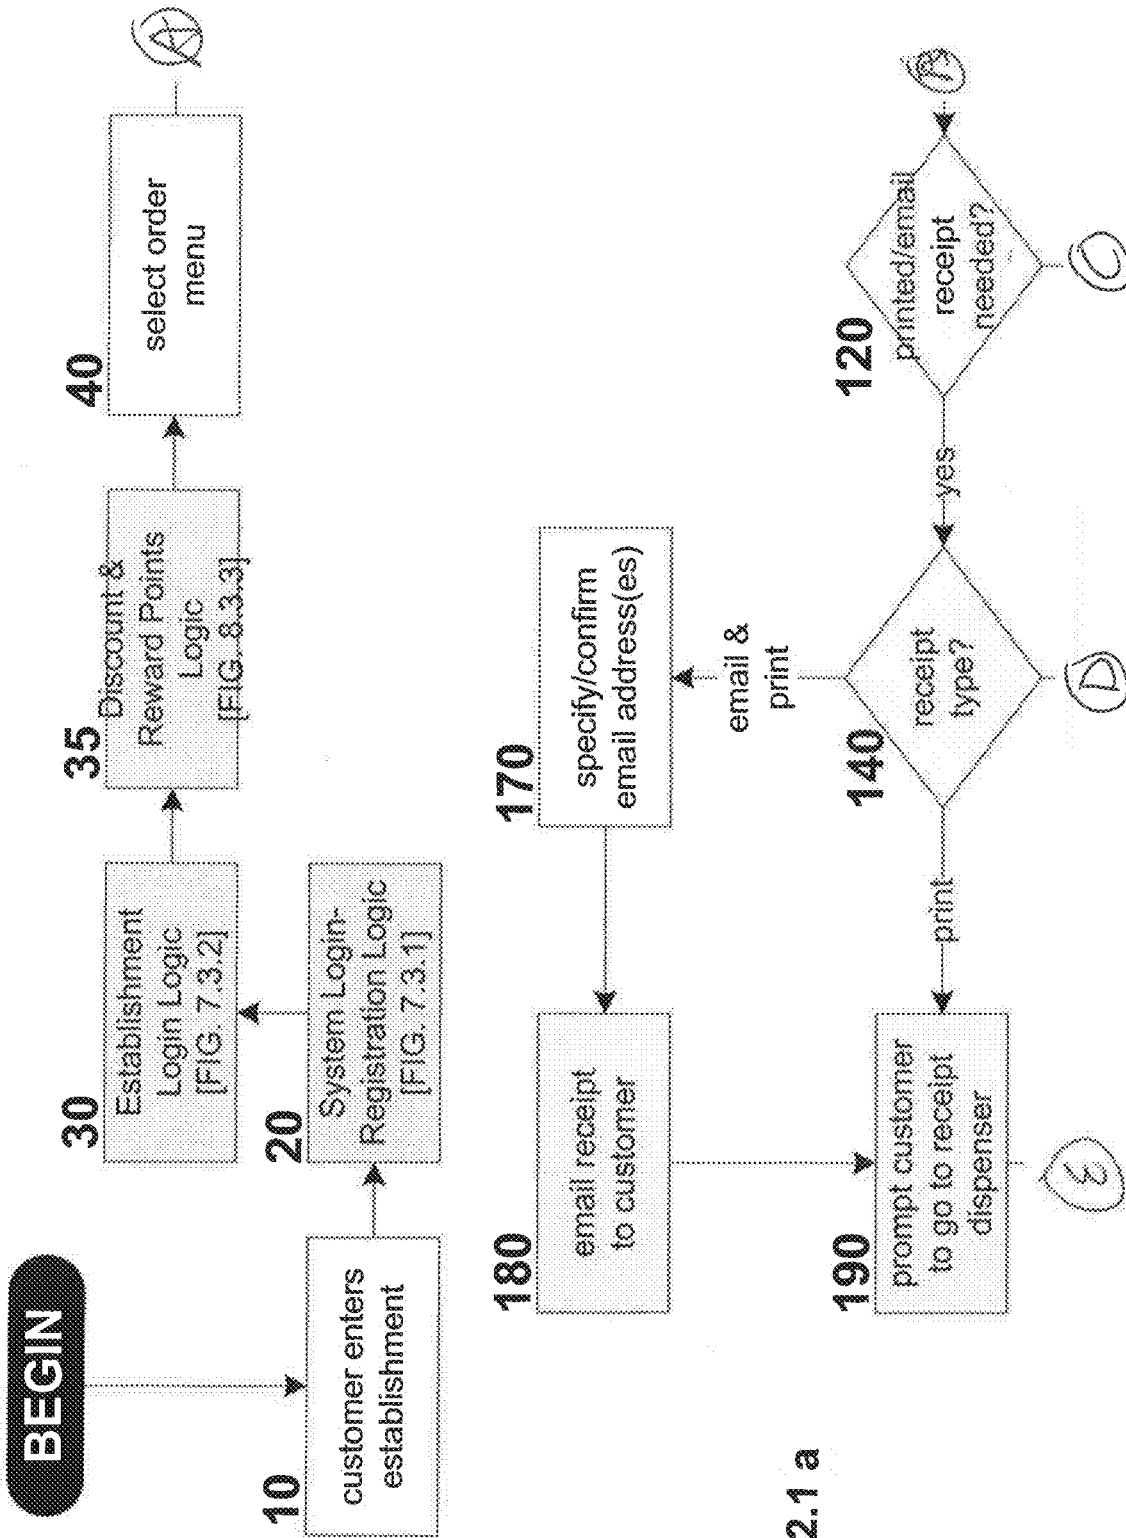 BEGIN
10
customer enters
establishment
20
System Login-
Registration Logic
[FIG. 7.3.1]
30
Establishment
Login Logic
[FIG. 7.3.2]
35
Discount &
Reward Points
Logic
[FIG. 8.3.3]
40
select order
menu
A
180
email receipt
to customer
170
specify/confirm
email address(es)
email &
print
190
prompt customer
to go to receipt
dispenser
print
140
receipt
type?
yes
120
printed/email
receipt
needed?
D
C
2.1 a